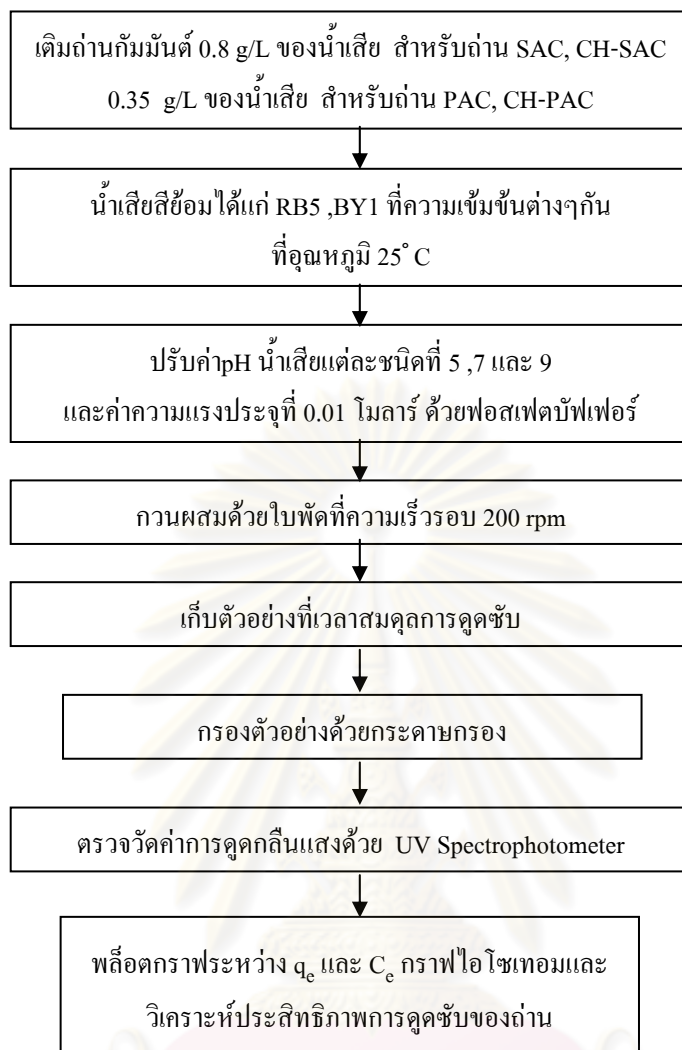 เติมถ่านกัมมันต์ 0.8 g/L ของน้ำเสีย สำหรับถ่าน SAC, CH-SAC
0.35 g/L ของน้ำเสีย สำหรับถ่าน PAC, CH-PAC
น้ำเสียสีย้อมได้แก่ RB5 ,BY1 ที่ความเข้มข้นต่างๆกัน
ที่อุณหภูมิ 25˚ C
ปรับค่าpH น้ำเสียแต่ละชนิดที่ 5 ,7 และ 9
และค่าความแรงประจุที่ 0.01 โมลาร์ ด้วยฟอสเฟตบัฟเฟอร์
กวนผสมด้วยใบพัดที่ความเร็วรอบ 200 rpm
เก็บตัวอย่างที่เวลาสมดุลการดูดซับ
กรองตัวอย่างด้วยกระดาษกรอง
ตรวจวัดค่าการดูดกลืนแสงด้วย UV Spectrophotometer
พล็อตกราฟระหว่าง qe และ Ce กราฟไอโซเทอมและ
วิเคราะห์ประสิทธิภาพการดูดซับของถ่าน